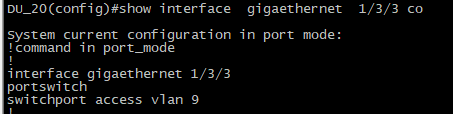 DU_20(config)#show interface  gigaethernet  1/3/3 co
System current configuration in port mode:
!command in port_mode
!
interface gigaethernet 1/3/3
portswitch
switchport access vlan 9
!